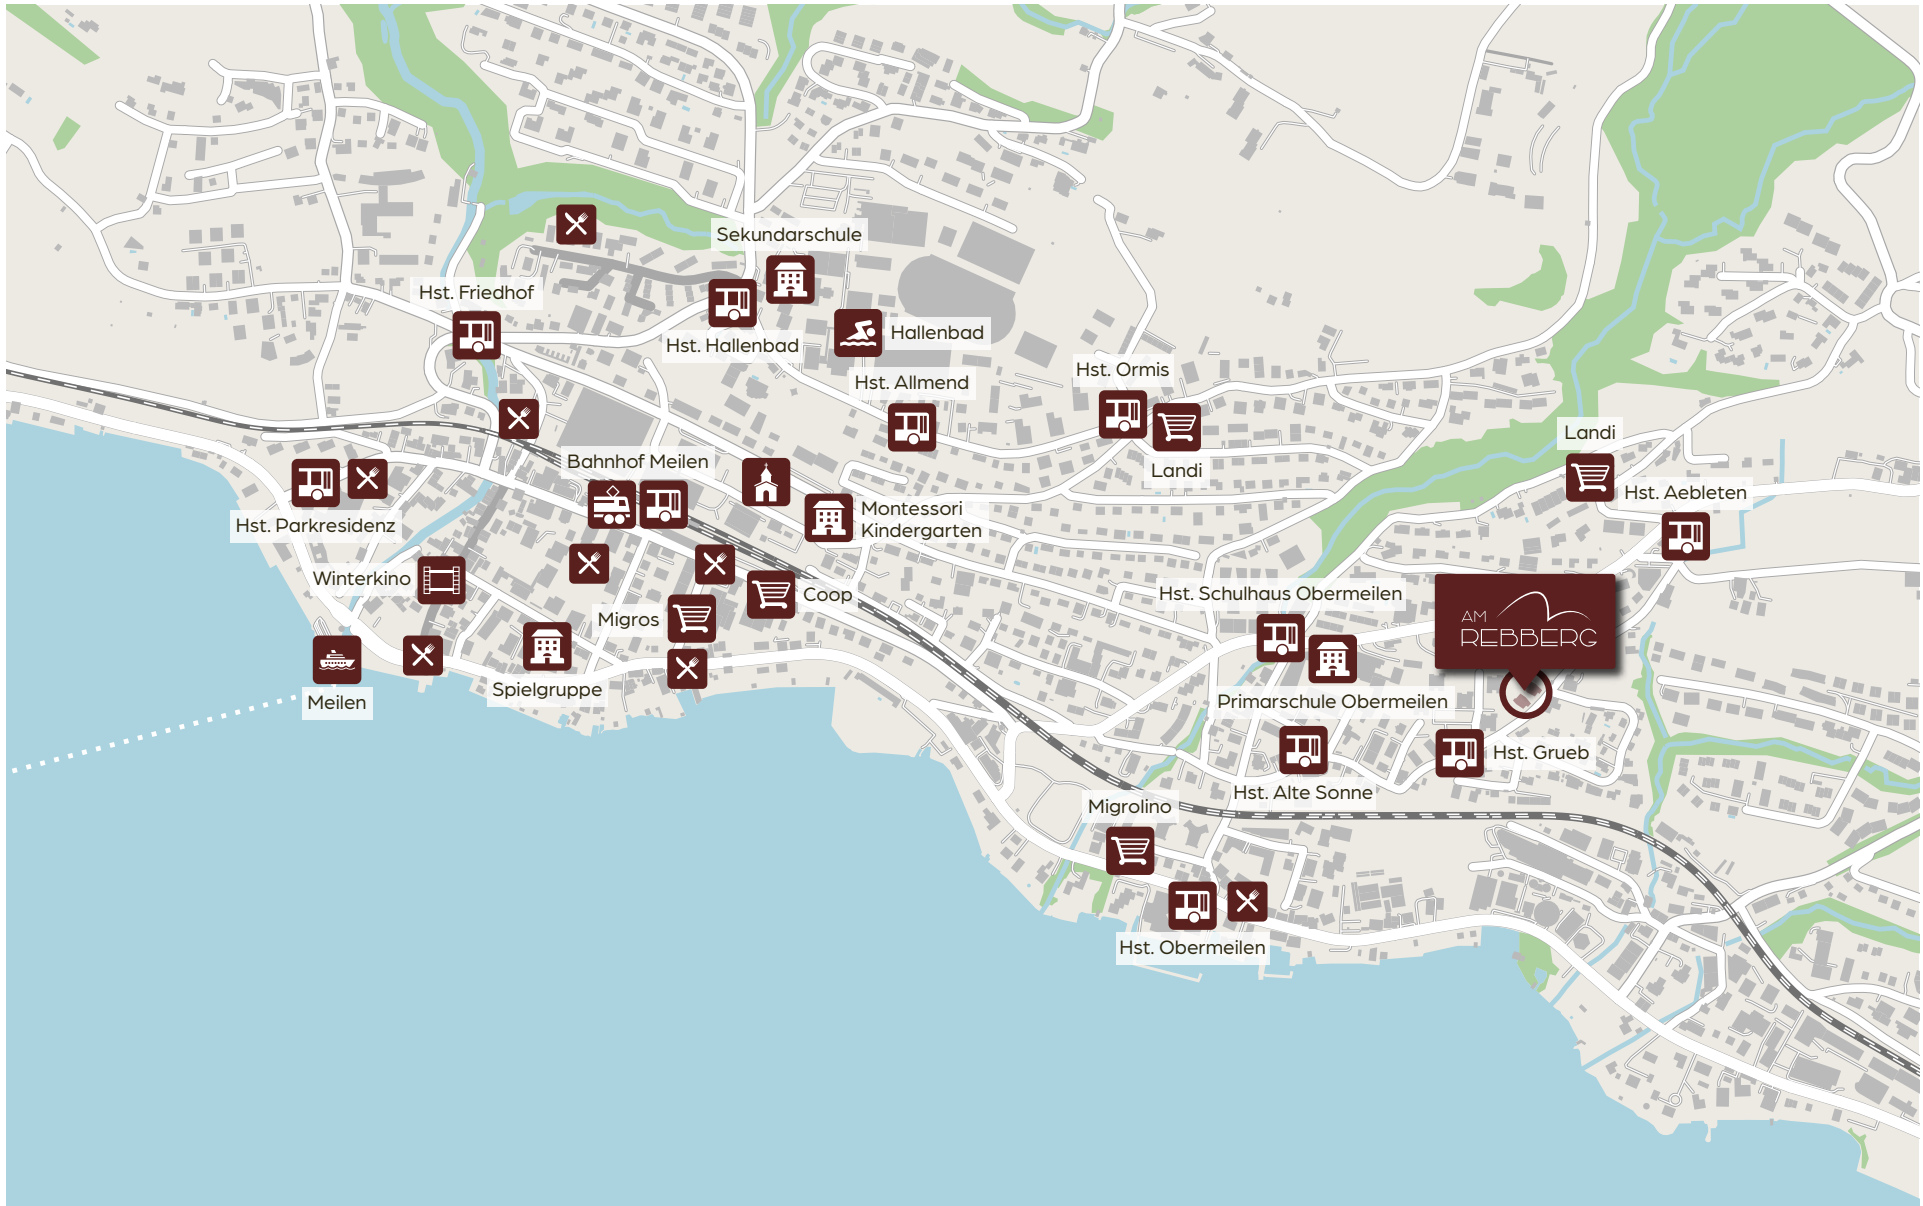 Sekundarschule
Hst. Friedhof
Hallenbad
Hst. Hallenbad
Hst. Allmend
Hst. Ormis
Landi
Landi
Bahnhof Meilen
Hst. Aebleten
Montessori
Kindergarten
Hst. Parkresidenz
Winterkino
Coop
Hst. Schulhaus Obermeilen
Migros
AM
REBBERG
Spielgruppe
Meilen
Primarschule Obermeilen
Hst. Grueb
Hst. Alte Sonne
Migrolino
Hst. Obermeilen